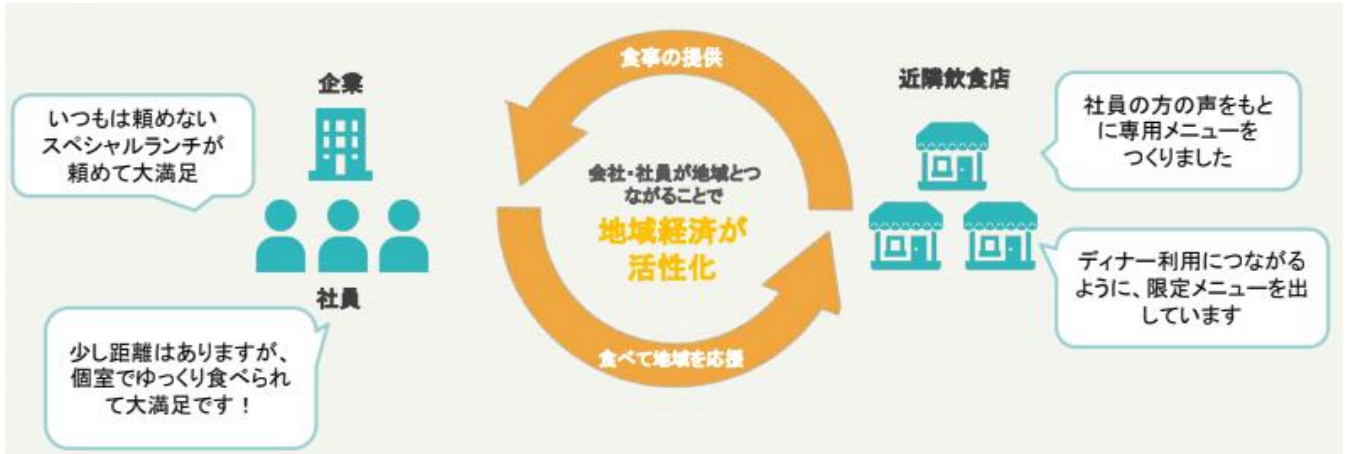 企業
いつもは頼めない
スペシャルランチが
頼めて大満足
社員
少し距離はありますが、
個室でゆっくり食べられ
て大満足です！
食事の提供
会社・社員が地域とつ
ながることで
地域経済が
活性化
食べて地域を応援
近隣飲食店
社員の方の声をもと
に専用メニューを
つくりました
ディナー利用につながる
ように、限定メニューを出
しています